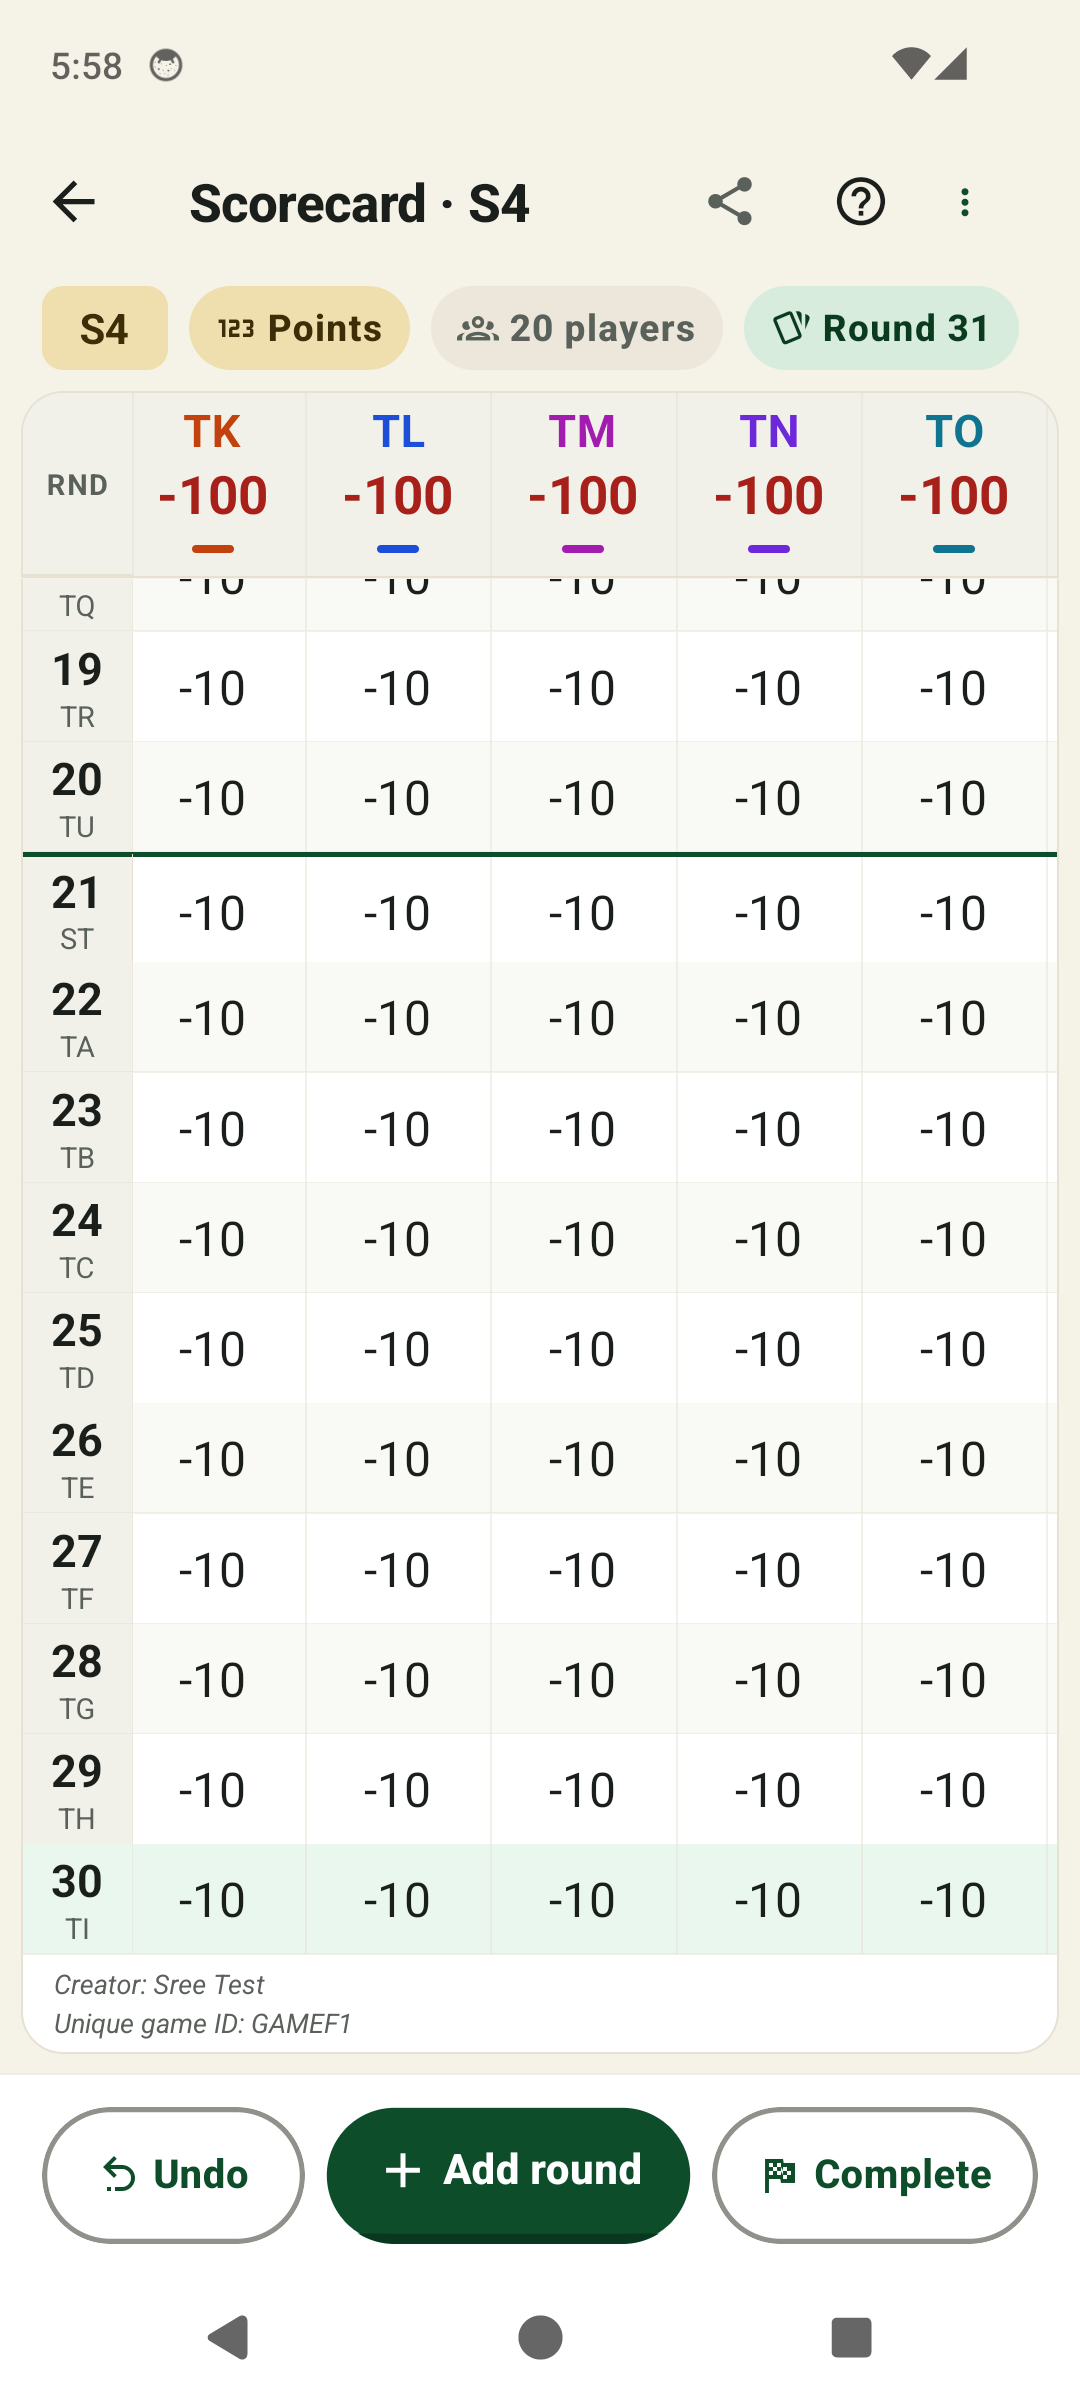 5:58
Scorecard · S4
S4 123 Points 20 players Round 31
RND TK TL TM TN TO
-100 -100 -100 -100 -100
-10 -10 -10 -10 -10
TQ
19 -10 -10 -10 -10 -10
TR
20 -10 -10 -10 -10 -10
TU
21 -10 -10 -10 -10 -10
ST
22 -10 -10 -10 -10 -10
TA
23 -10 -10 -10 -10 -10
TB
24 -10 -10 -10 -10 -10
TC
25 -10 -10 -10 -10 -10
TD
26 -10 -10 -10 -10 -10
TE
27 -10 -10 -10 -10 -10
TF
28 -10 -10 -10 -10 -10
TG
29 -10 -10 -10 -10 -10
TH
30 -10 -10 -10 -10 -10
TI
Creator: Sree Test
Unique game ID: GAMEF1
Undo + Add round Complete